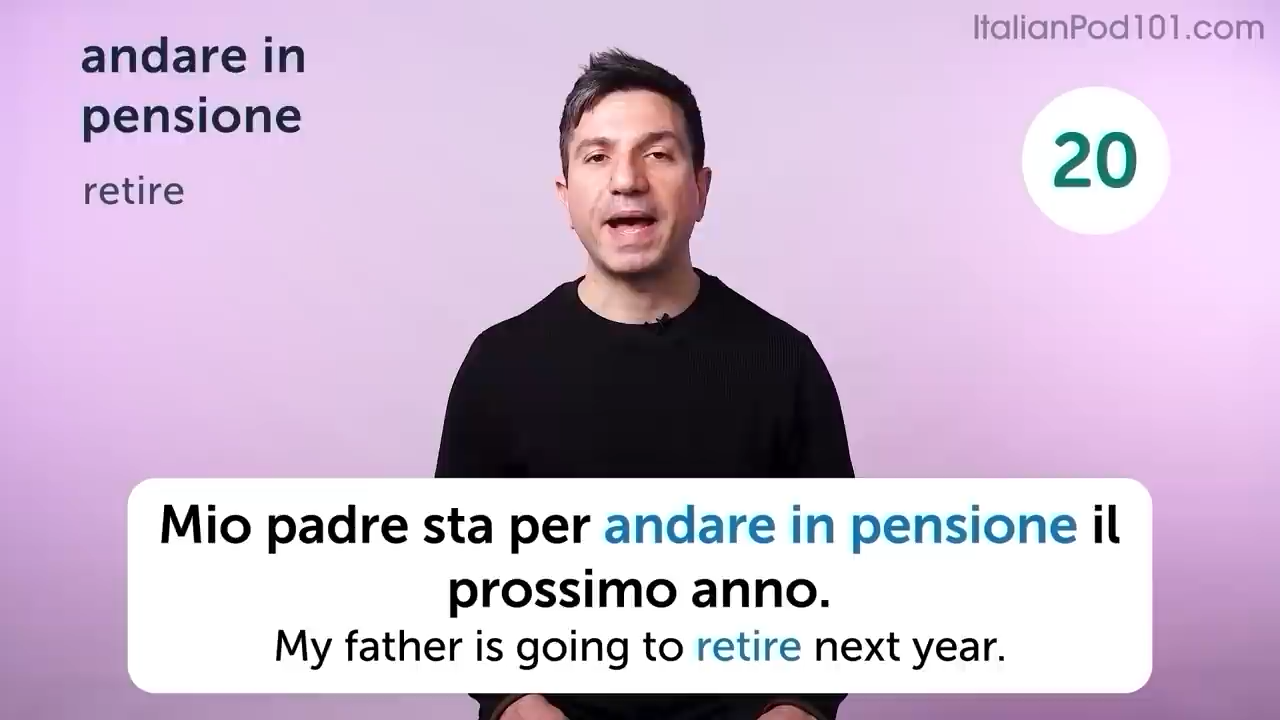 ItalianPod101.com
andare in
pensione
retire
20
Mio padre sta per andare in pensione il
prossimo anno.
My father is going to retire next year.